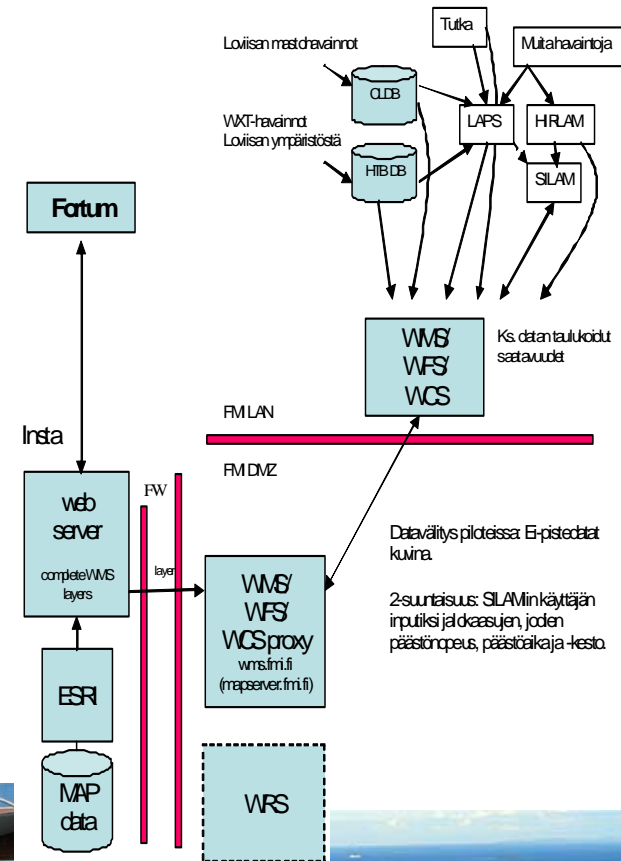 Loviisan mastohavainnot
Tutka
Muita havaintoja
CLDB
LAPS
HIRLAM
WXT-havainnot
Loviisan ympäristöstä
HTB DB
SILAM
Fortum
WMS/
WFS/
WCS
Ks. datan taulukoidut
saatavuudet
FMI LAN
Insta
FMI DMZ
FW
web
server
complete WMS
layers
layer
WMS/
WFS/
WCS proxy
wms.fmi.fi
(mapserver.fmi.fi)
Datavälitys piloteissa: Ei-pistedatat
kuvina.
2-suuntaisuus: SILAMiin käyttäjän
inputiksi jalokaasujen, jodien
päästönopeus, päästöaika ja -kesto.
ESRI
MAP
data
WRS